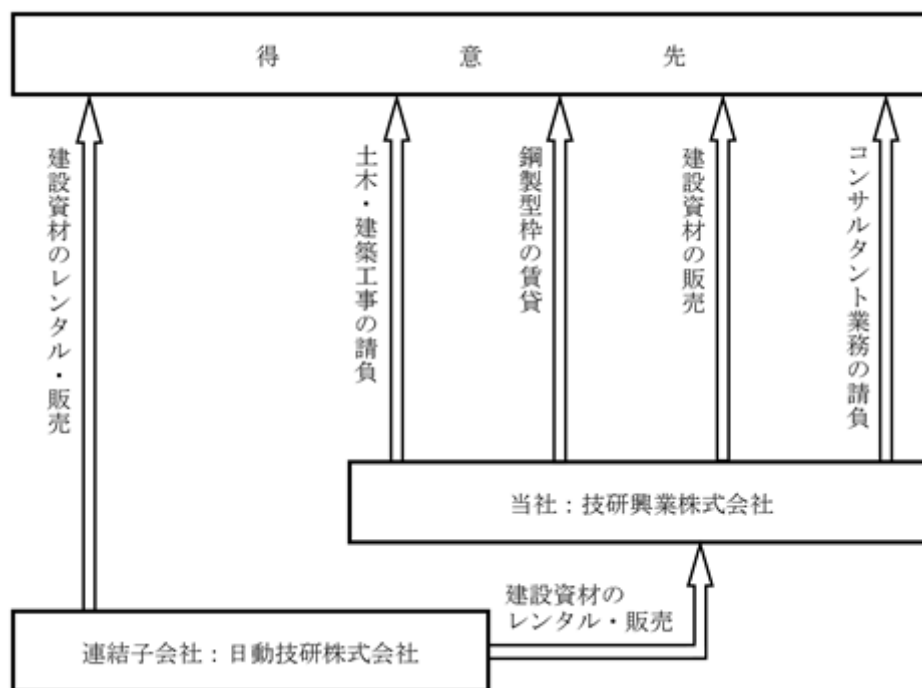 得意先
建設資材のレンタル・販売
土木・建築工事の請負
鋼製型枠の賃貸
建設資材の販売
コンサルタント業務の請負
当社：技研興業株式会社
建設資材の
レンタル・販売
連結子会社：日動技研株式会社